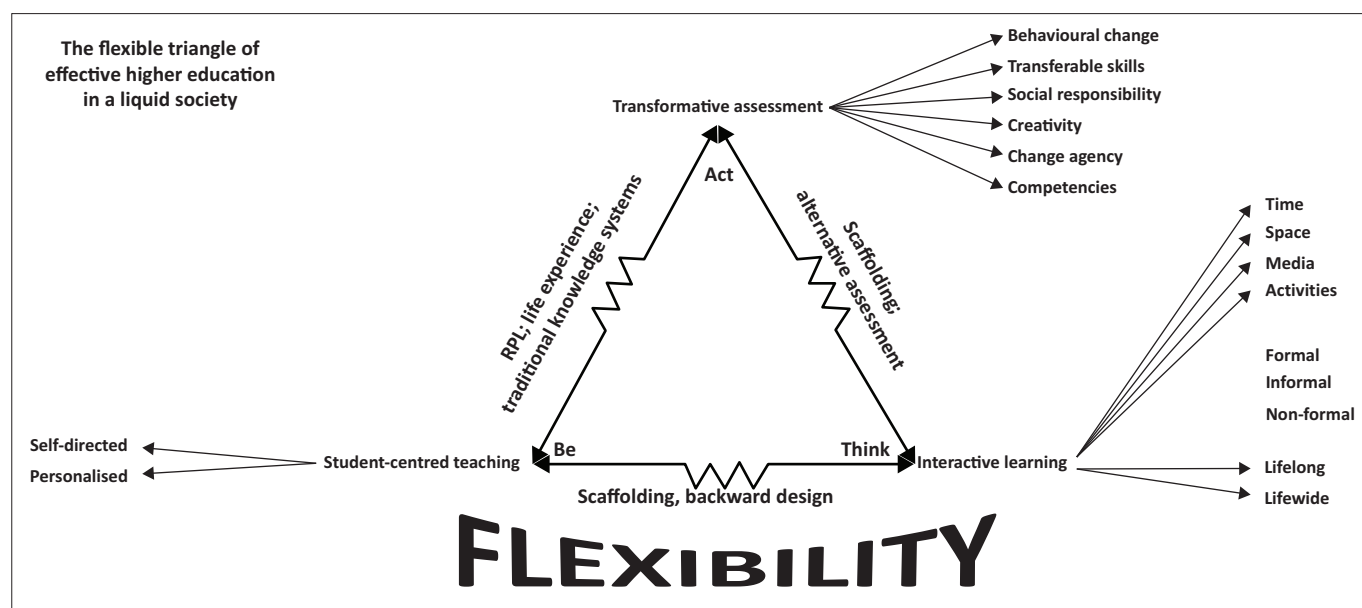 The flexible triangle of
effective higher education
in a liquid society
Behavioural change
Transferable skills
Social responsibility
Creativity
Change agency
Competencies
Transformative assessment
Act
RPL; life experience;
traditional knowledge systems
Scaffolding;
alternative assessment
Time
Space
Media
Activities
Formal
Informal
Non-formal
Lifelong
Lifewide
Self-directed
Personalised
Student-centred teaching
Be
Think
Interactive learning
Scaffolding, backward design
FLEXIBILITY